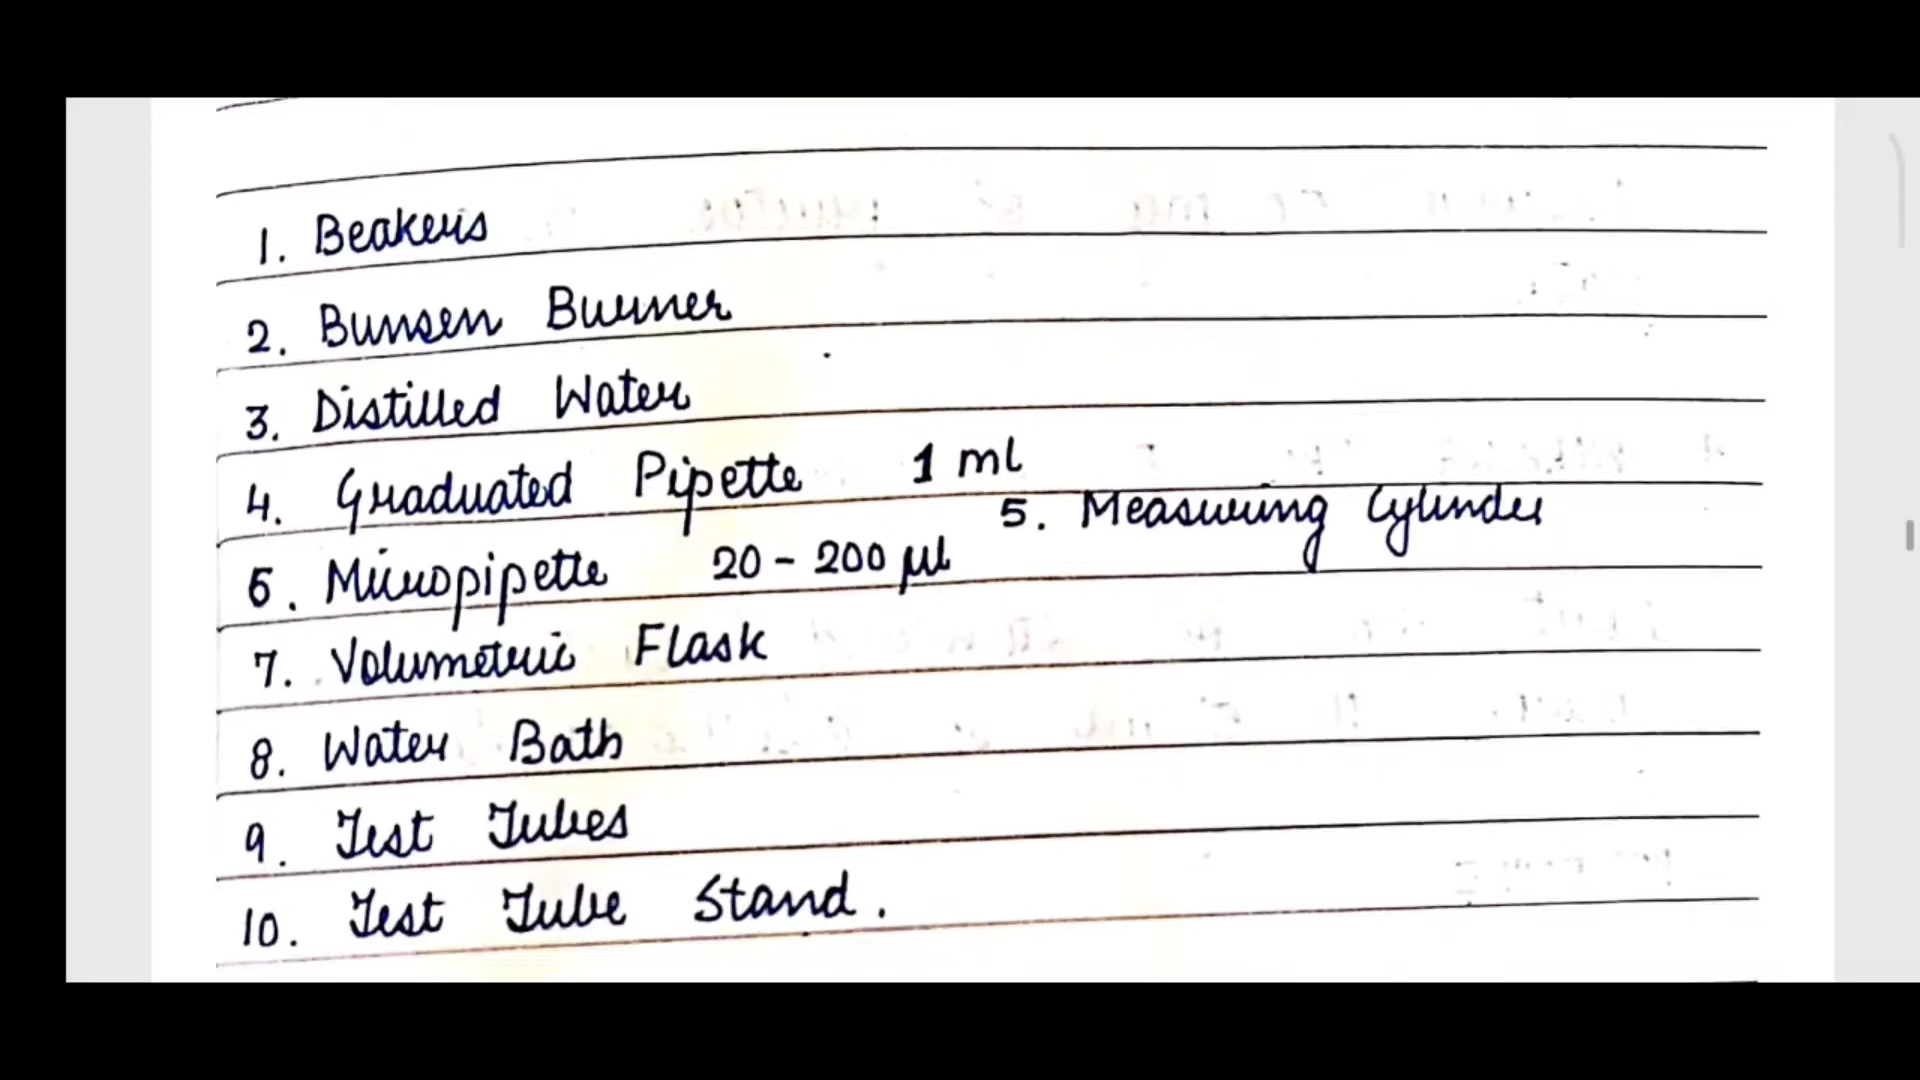 1. Beakers
2. Bunsen Burner
3. Distilled Water
4. Graduated Pipette 1 ml
5. Measuring Cylinder
6. Micropipette 20 - 200 µl
7. Volumetric Flask
8. Water Bath
9. Test Tubes
10. Test Tube Stand.